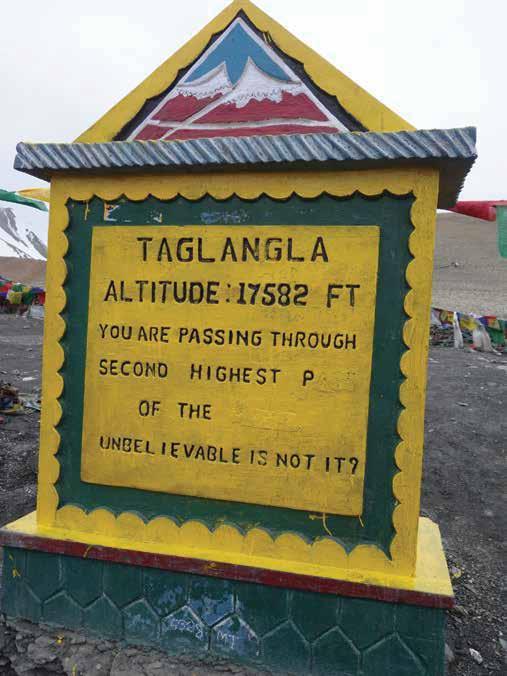 TAGLANGLA
ALTITUDE: 17582 FT
YOU ARE PASSING THROUGH
SECOND HIGHEST P
OF THE
UNBELIEVABLE IS NOT IT?